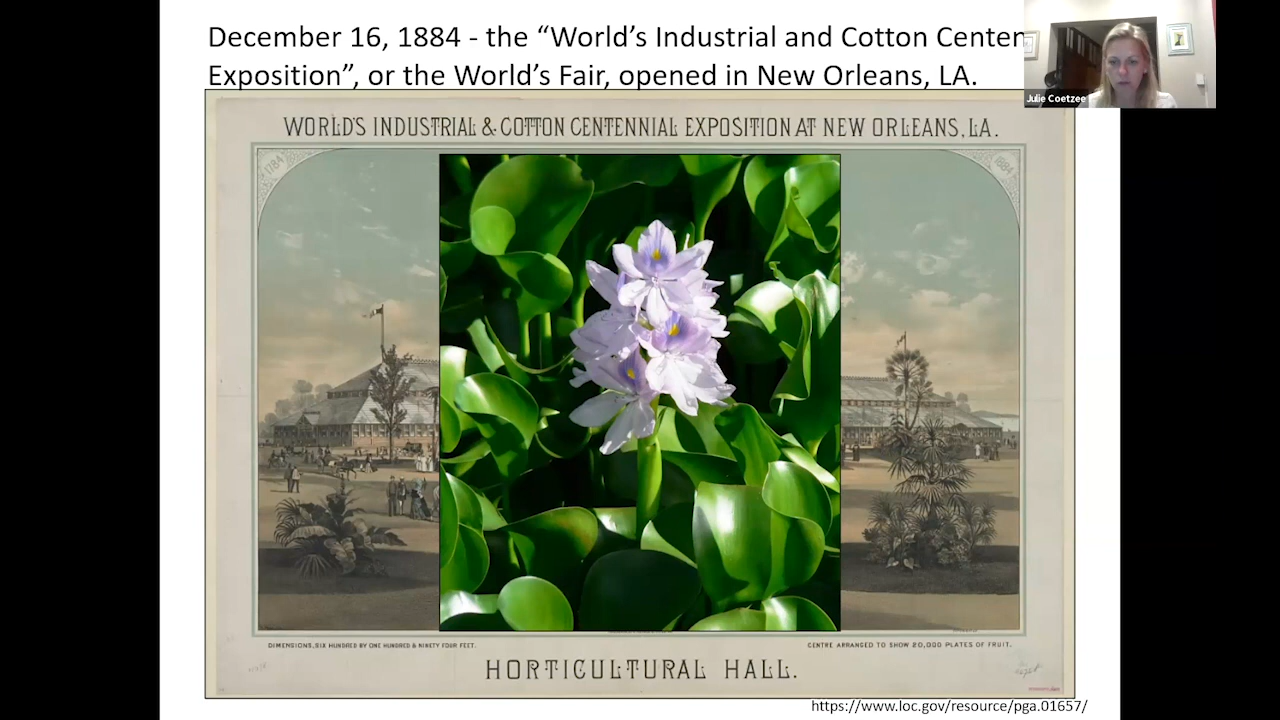 December 16, 1884 - the “World’s Industrial and Cotton Centen
Exposition”, or the World’s Fair, opened in New Orleans, LA.
Julie Coetzee
WORLD'S INDUSTRIAL & COTTON CENTENNIAL EXPOSITION AT NEW ORLEANS, LA.
1784
1884
DIMENSIONS, SIX HUNDRED BY ONE HUNDRED & NINETY FOUR FEET.
CENTRE ARRANGED TO SHOW 20,000 PLATES OF FRUIT.
HORTICULTURAL HALL.
https://www.loc.gov/resource/pga.01657/